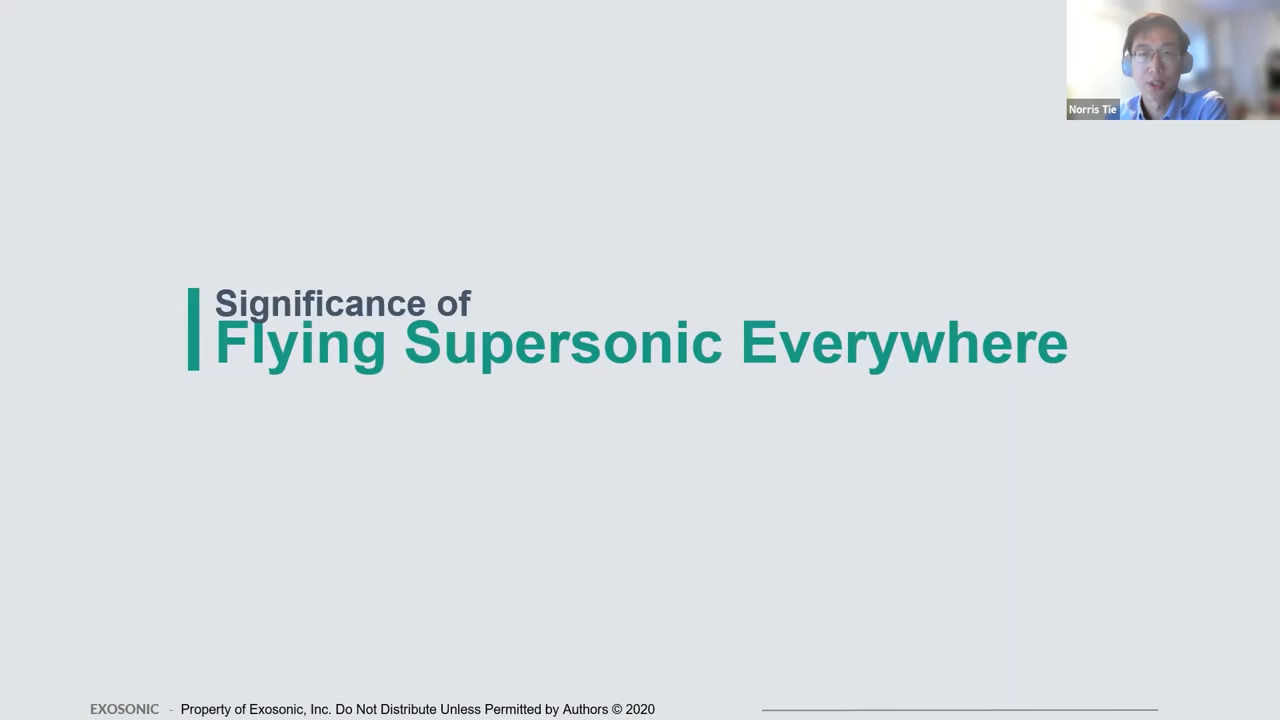 Norris Tie
Significance of
Flying Supersonic Everywhere
EXOSONIC - Property of Exosonic, Inc. Do Not Distribute Unless Permitted by Authors © 2020